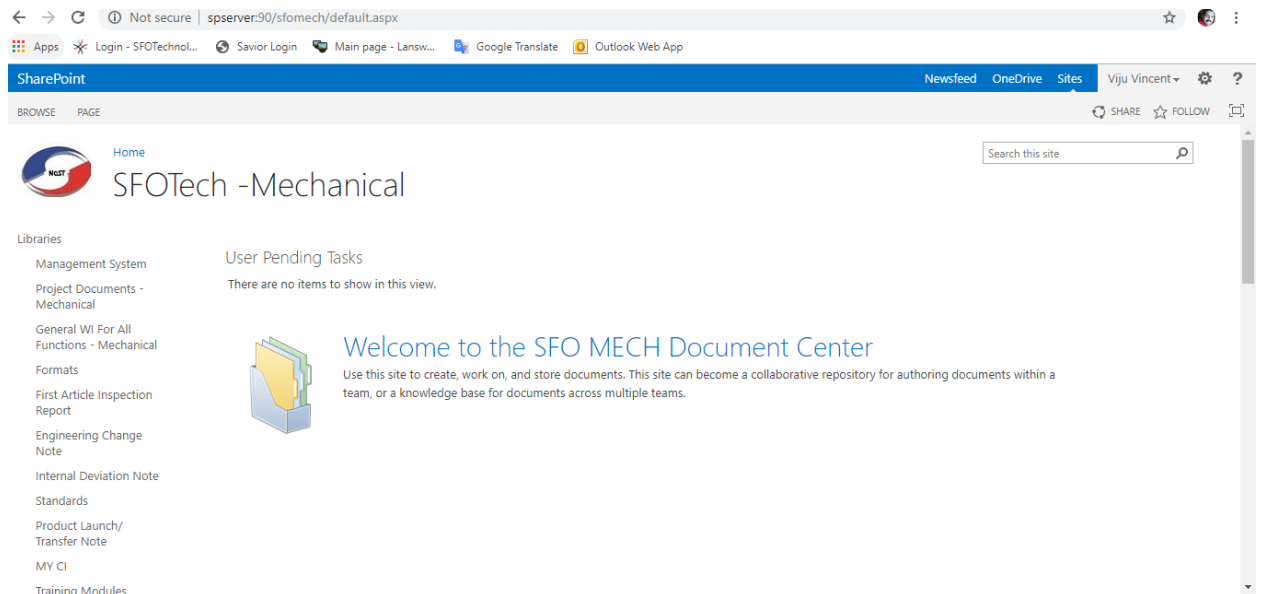 Not secure | spserver:90/sfomech/default.aspx
Apps Login - SFOTechnol... Savior Login Main page - Lansw... Google Translate Outlook Web App
SharePoint Newsfeed OneDrive Sites Viju Vincent ?
BROWSE PAGE SHARE FOLLOW
NeST
Home
Search this site
SFOTech -Mechanical
Libraries
Management System
Project Documents -
Mechanical
General WI For All
Functions - Mechanical
Formats
First Article Inspection
Report
Engineering Change
Note
Internal Deviation Note
Standards
Product Launch/
Transfer Note
MY CI
Training Modules
User Pending Tasks
There are no items to show in this view.
Welcome to the SFO MECH Document Center
Use this site to create, work on, and store documents. This site can become a collaborative repository for authoring documents within a
team, or a knowledge base for documents across multiple teams.